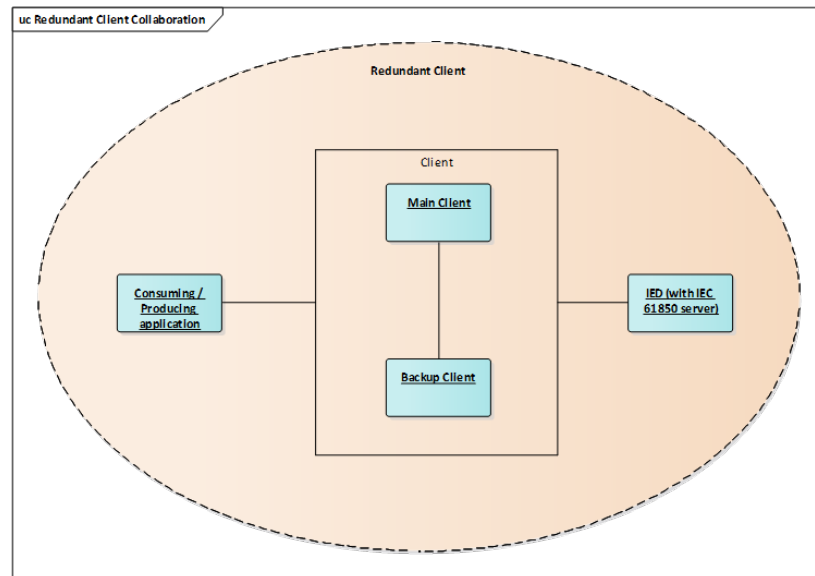 uc Redundant Client Collaboration
Redundant Client
Client
Main Client
Consuming /
Producing
application
IED (with IEC
61850 server)
Backup Client